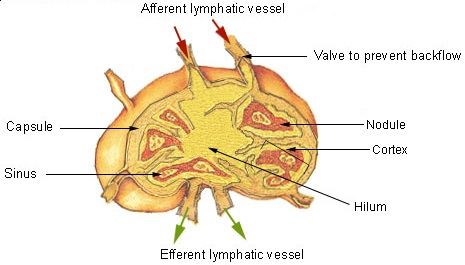 Afferent lymphatic vessel
Valve to prevent backflow
Capsule
Nodule
Cortex
Sinus
Hilum
Efferent lymphatic vessel